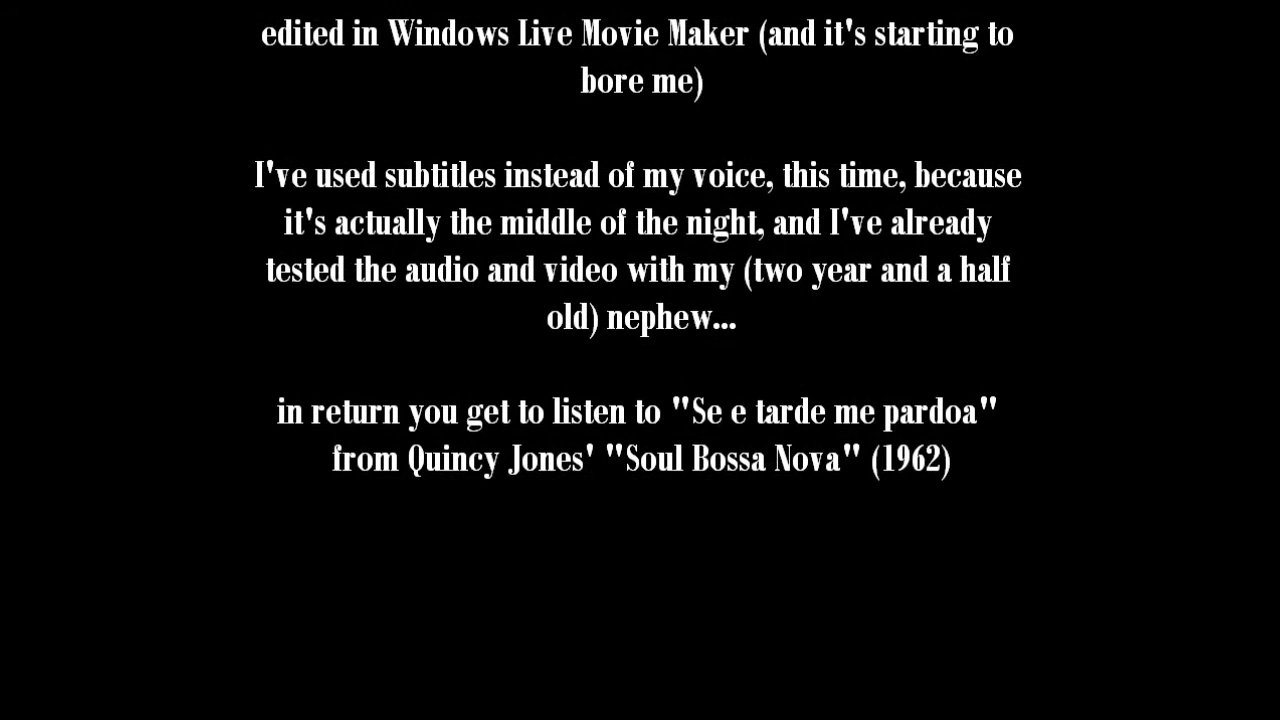 edited in Windows Live Movie Maker (and it's starting to
bore me)
I've used subtitles instead of my voice, this time, because
it's actually the middle of the night, and I've already
tested the audio and video with my (two year and a half
old) nephew...
in return you get to listen to "Se e tarde me pardoa"
from Quincy Jones' "Soul Bossa Nova" (1962)